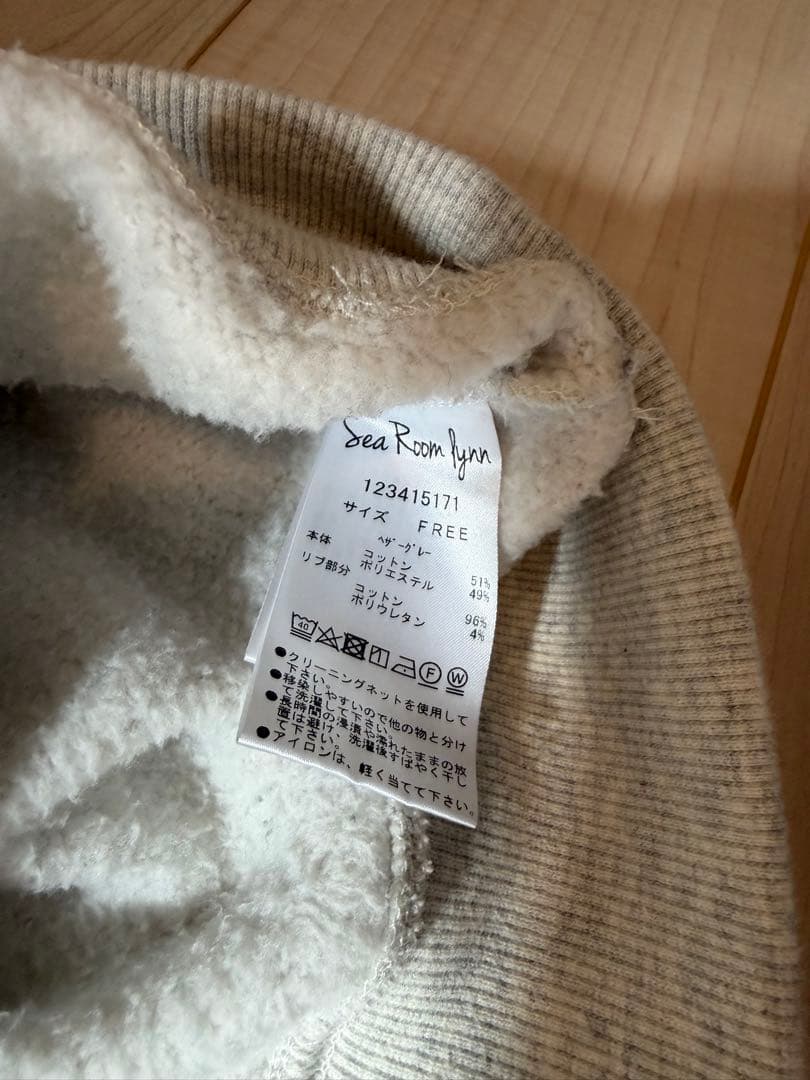 Sea Room lynn
123415171
サイズ FREE
ﾍｻﾞｰｸﾞﾚｰ
本体 コットン 51%
ポリエステル 49%
リブ部分 コットン 96%
ポリウレタン 4%
40 F W
●クリーニングネットを使用して
下さい。
●移染しやすいので他の物と分け
て洗濯して下さい。
●長時間の浸漬や濡れたままの放
置は避け、洗濯後すばやく干し
て下さい。
●アイロンは、軽く当てて下さい。